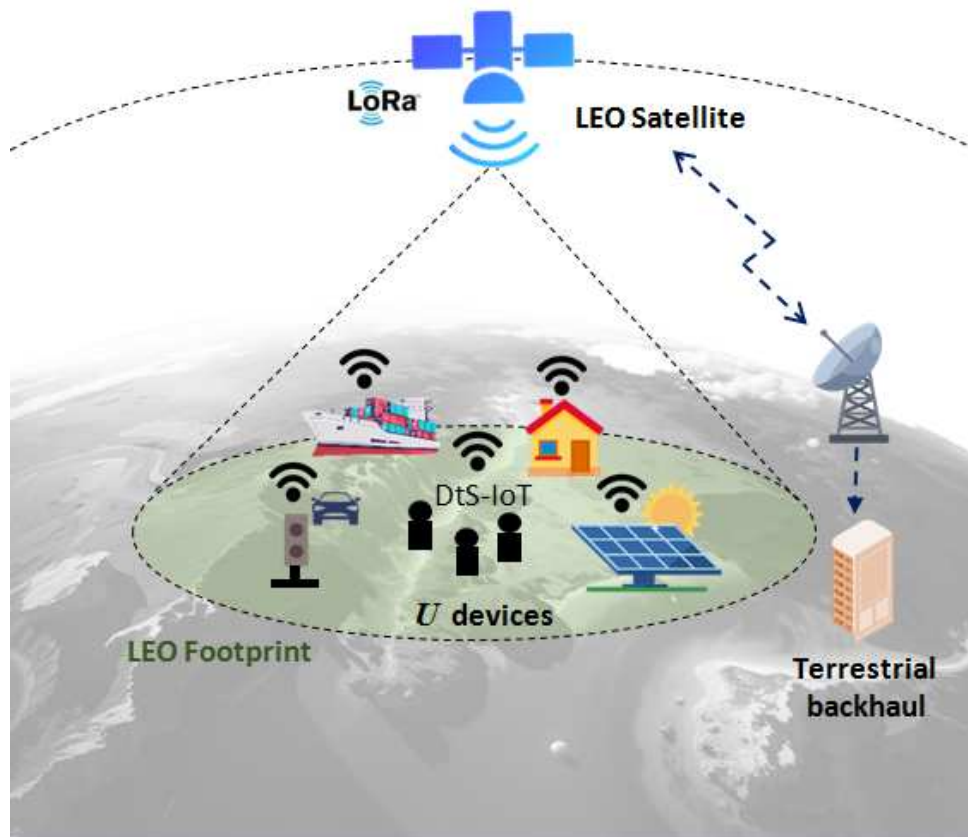 LoRa
LEO Satellite
DtS-IoT
U devices
LEO Footprint
Terrestrial
backhaul